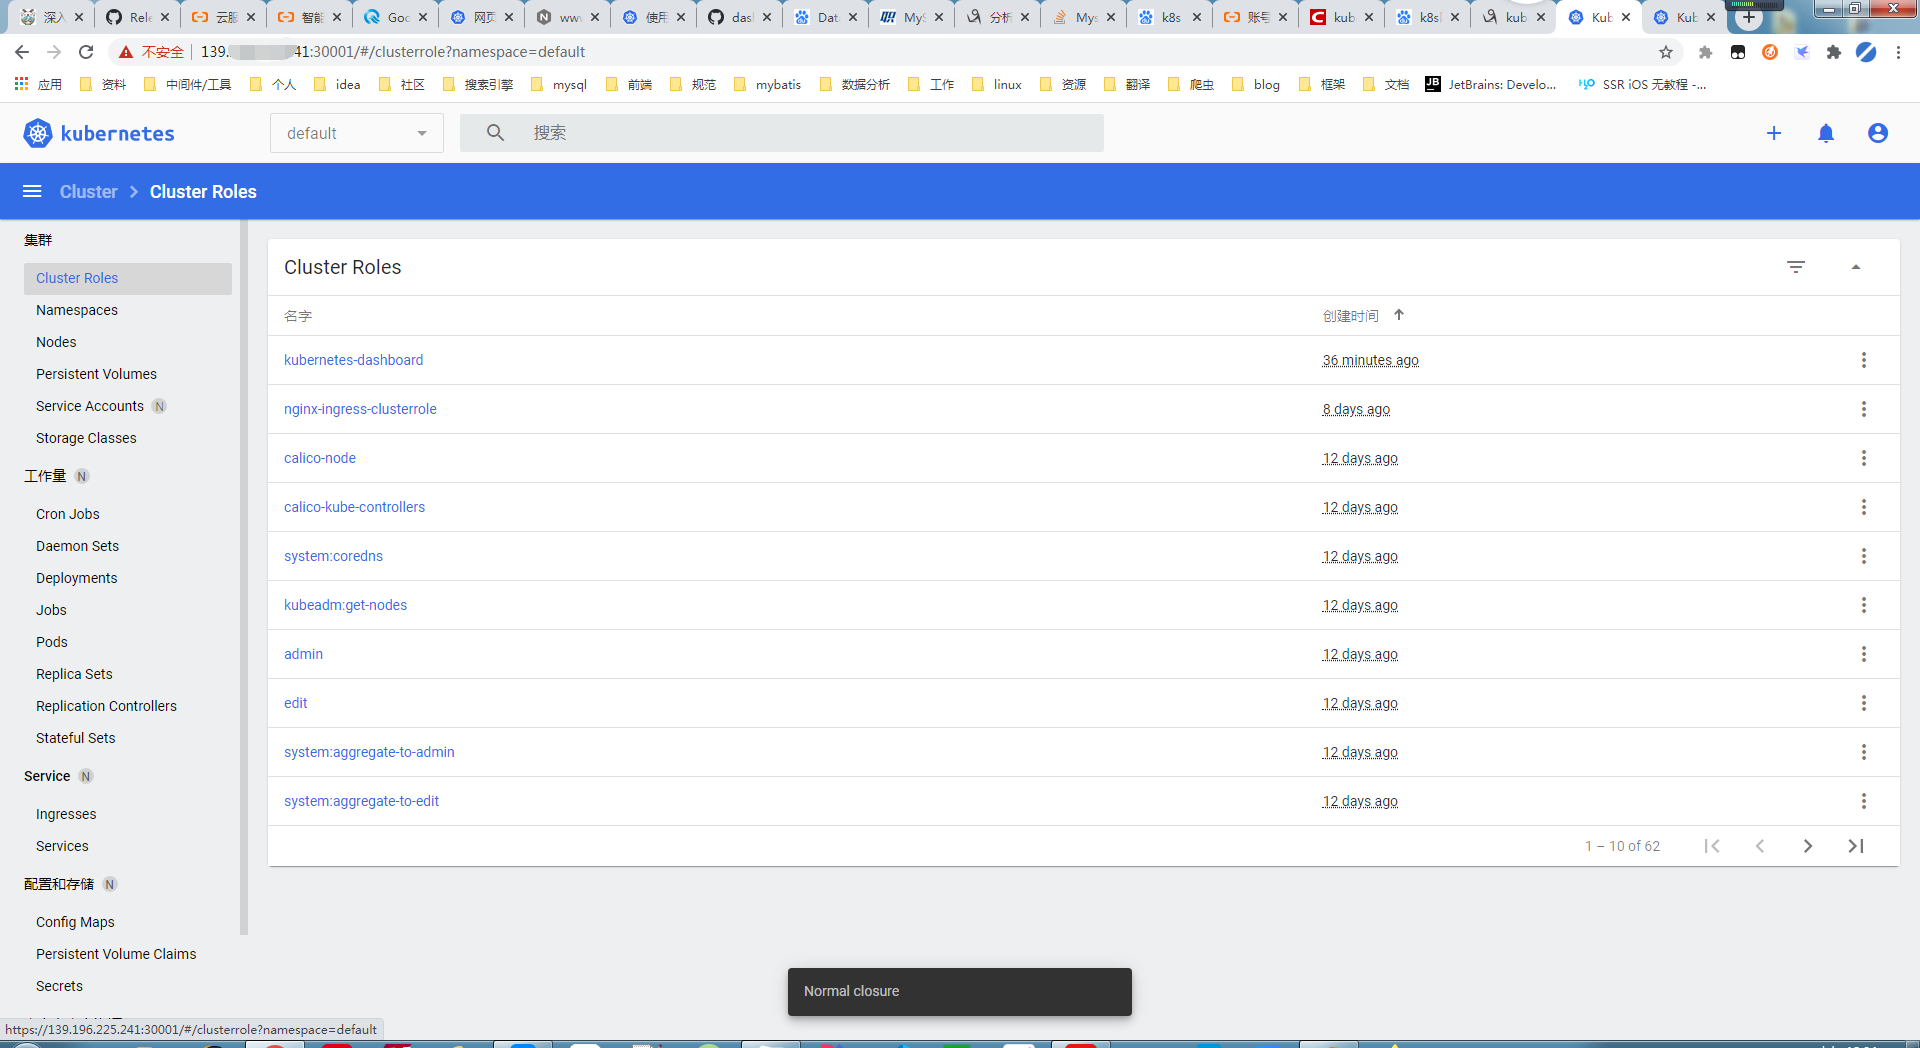 深入 Rele 云服 智能 Goc 网页 ww 使用 das Data MyS 分析 Mys k8s 账号 kub k8s kub Kub Kub
不安全 139. 41:30001/#/clusterrole?namespace=default
应用 资料 中间件/工具 个人 idea 社区 搜索引擎 mysql 前端 规范 mybatis 数据分析 工作 linux 资源 翻译 爬虫 blog 框架 文档 JetBrains: Develo... SSR iOS 无教程 -...
kubernetes default 搜索
Cluster Cluster Roles
集群
Cluster Roles
Namespaces
Nodes
Persistent Volumes
Service Accounts N
Storage Classes
工作量 N
Cron Jobs
Daemon Sets
Deployments
Jobs
Pods
Replica Sets
Replication Controllers
Stateful Sets
Service N
Ingresses
Services
配置和存储 N
Config Maps
Persistent Volume Claims
Secrets
Cluster Roles
名字 创建时间
kubernetes-dashboard 36 minutes ago
nginx-ingress-clusterrole 8 days ago
calico-node 12 days ago
calico-kube-controllers 12 days ago
system:coredns 12 days ago
kubeadm:get-nodes 12 days ago
admin 12 days ago
edit 12 days ago
system:aggregate-to-admin 12 days ago
system:aggregate-to-edit 12 days ago
1 – 10 of 62
Normal closure
https://139.196.225.241:30001/#/clusterrole?namespace=default